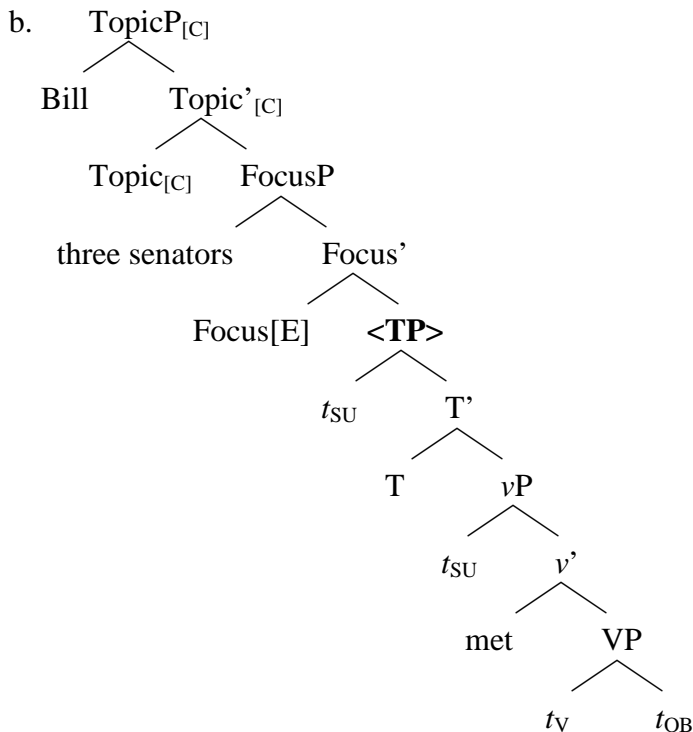 b. TopicP[C]
Bill Topic’[C]
Topic[C] FocusP
three senators Focus’
Focus[E] <TP>
tSU T’
T vP
tSU v’
met VP
tV tOB